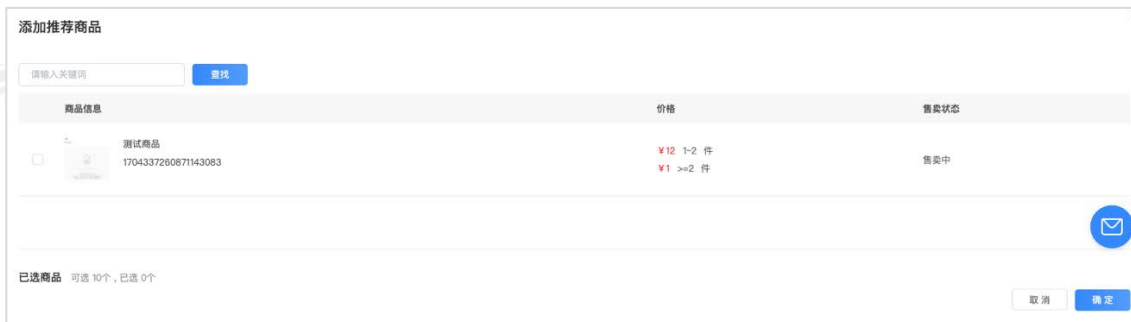 添加推荐商品
请输入关键词 查找
商品信息 价格 售卖状态
测试商品
1704337260871143083
¥12 1~2 件
¥1 >=2 件
售卖中
已选商品 可选 10个，已选 0个
取 消 确 定